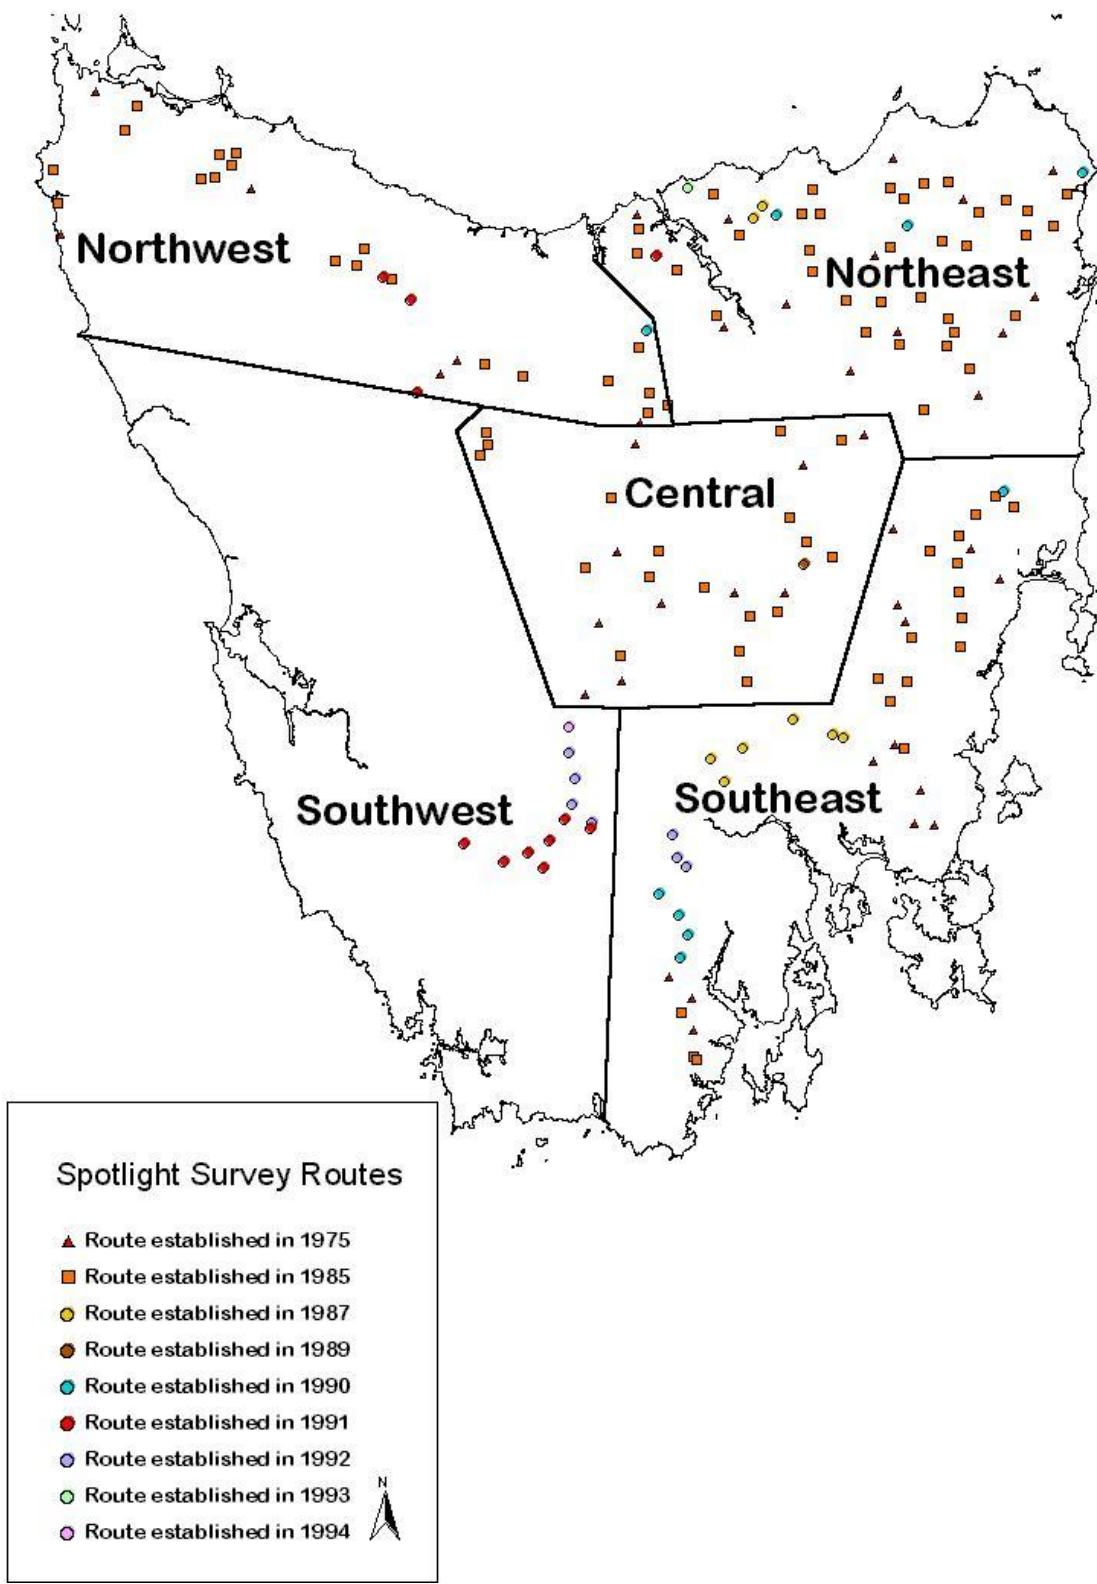 Northwest
Northeast
Central
Southwest
Southeast
Spotlight Survey Routes
Route established in 1975
Route established in 1985
Route established in 1987
Route established in 1989
Route established in 1990
Route established in 1991
Route established in 1992
Route established in 1993
Route established in 1994
N